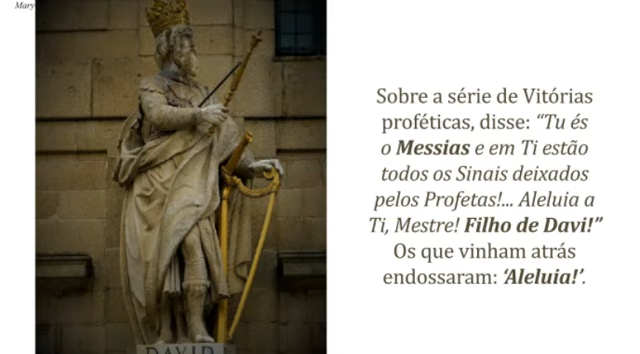 Mary
Sobre a série de Vitórias
proféticas, disse: “Tu és
o Messias e em Ti estão
todos os Sinais deixados
pelos Profetas!... Aleluia a
Ti, Mestre! Filho de Davi!”
Os que vinham atrás
endossaram: ‘Aleluia!’.
DAVID